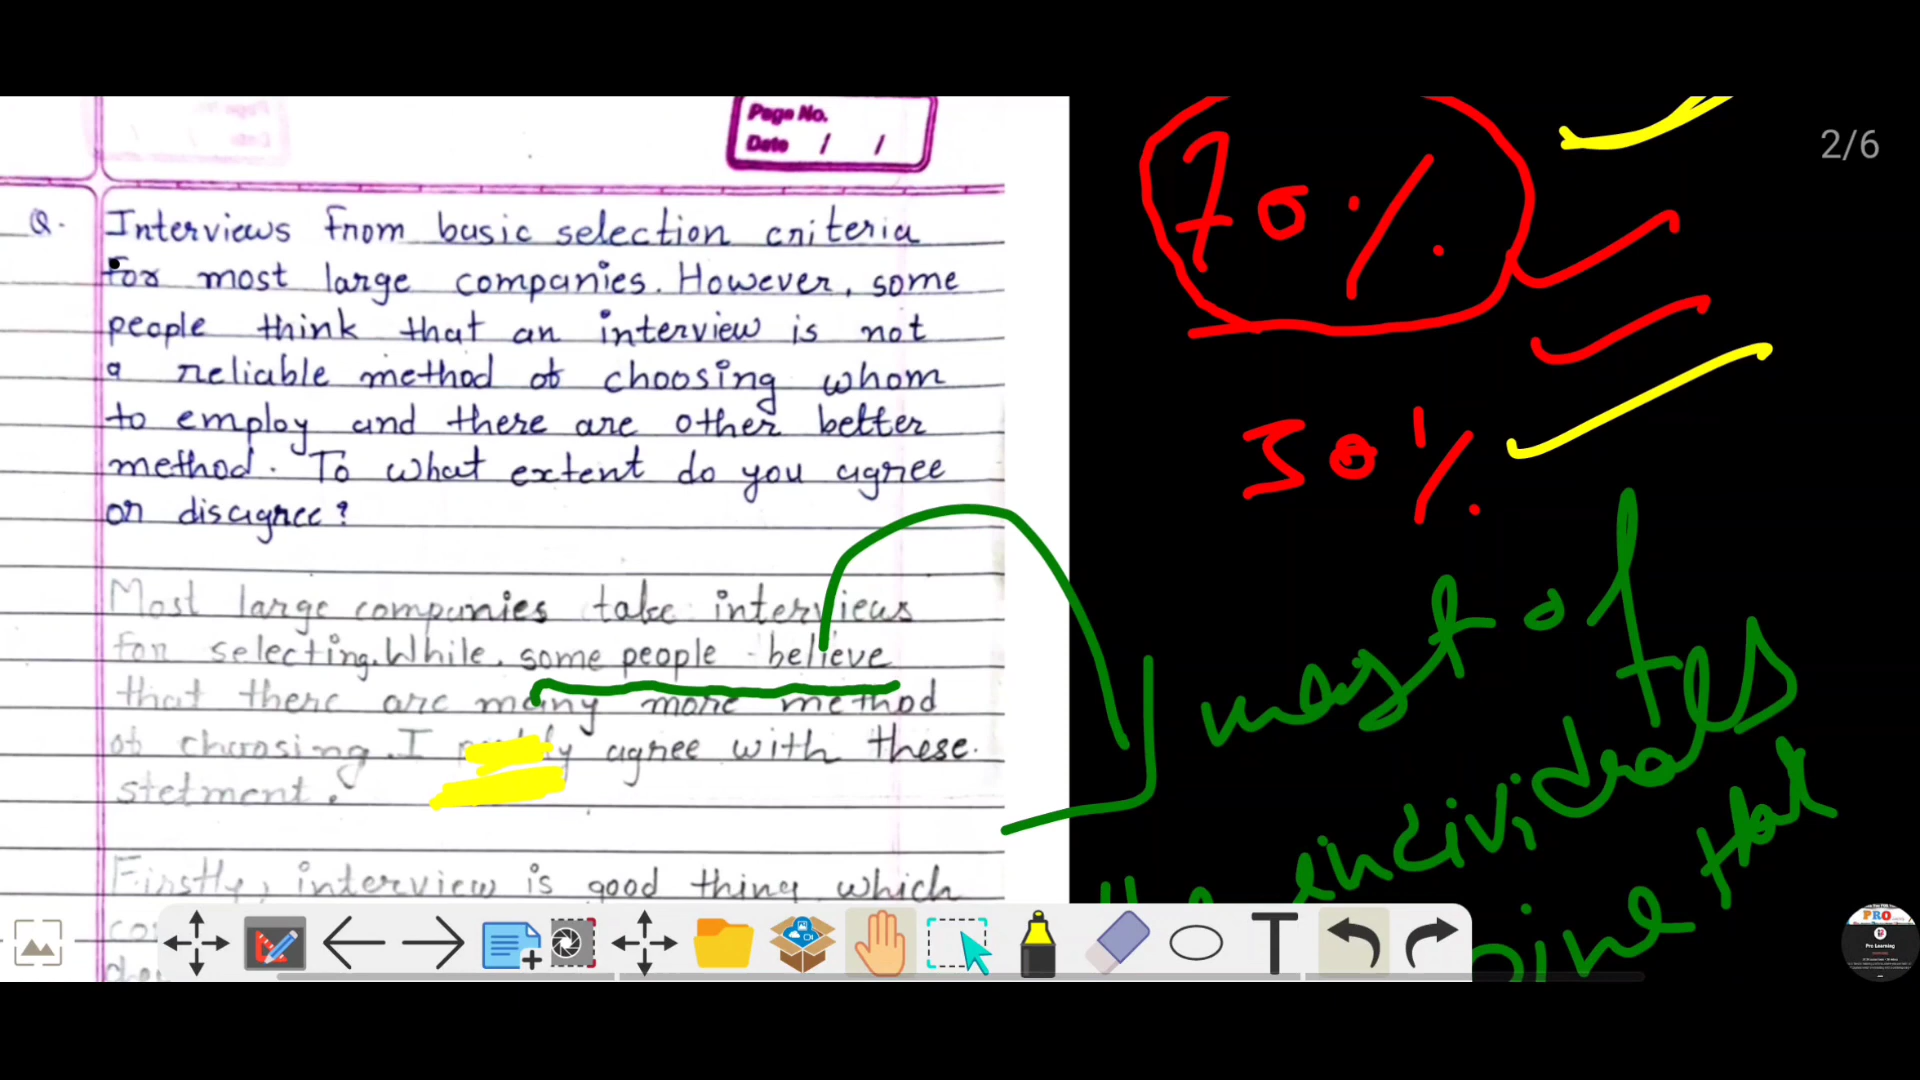 Page No.
Date / /
2/6
Q. Interviews from basic selection criteria
for most large companies. However, some
people think that an interview is not
a reliable method of choosing whom
to employ and there are other better
method. To what extent do you agree
or disagree?
Most large companies take interviews
for selecting. While, some people believe
that there are many more method
of choosing. I agree with these.
stetment.
Firstly, interview is good thing which
70%.
30%.
most of
individuals
that
PRO
Pro Learning
T